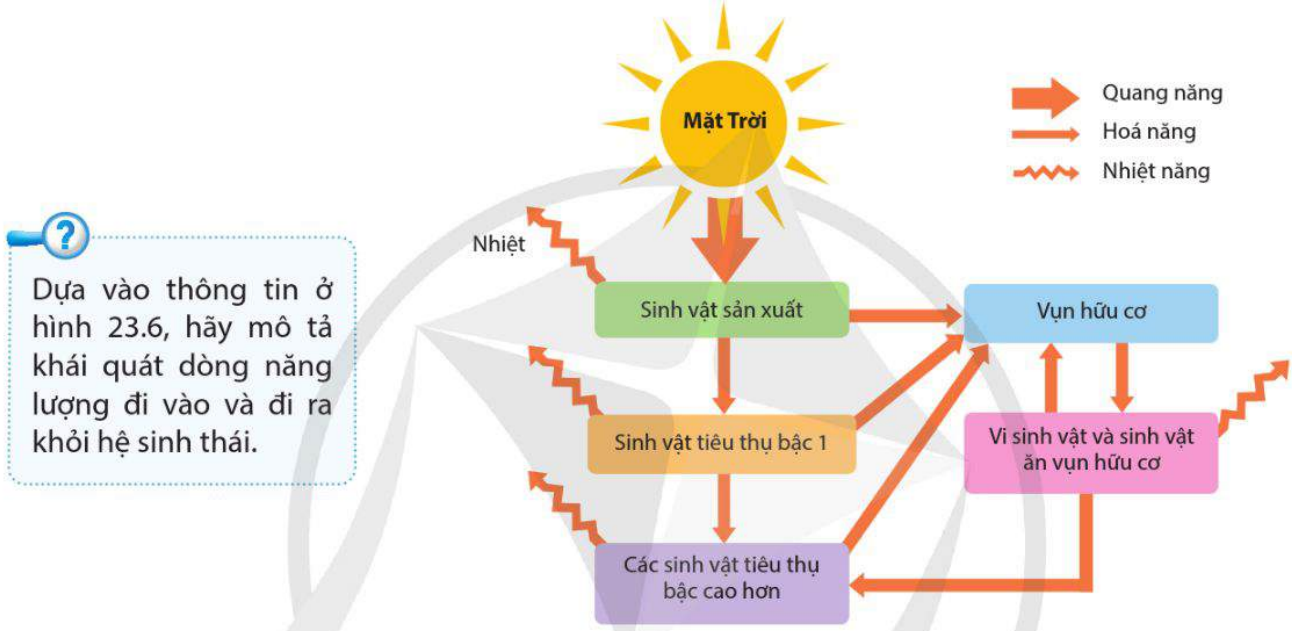 Mặt Trời
Quang năng
Hoá năng
Nhiệt năng
?
Dựa vào thông tin ở
hình 23.6, hãy mô tả
khái quát dòng năng
lượng đi vào và đi ra
khỏi hệ sinh thái.
Nhiệt
Sinh vật sản xuất
Vụn hữu cơ
Sinh vật tiêu thụ bậc 1
Vi sinh vật và sinh vật
ăn vụn hữu cơ
Các sinh vật tiêu thụ
bậc cao hơn